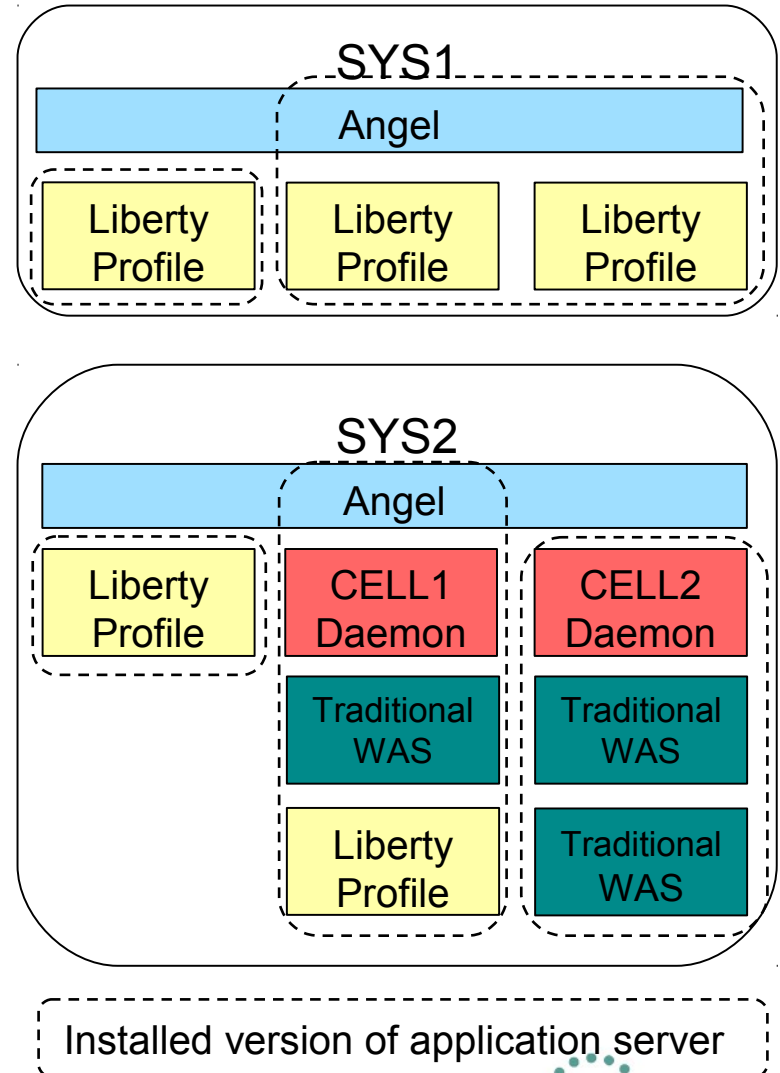 SYS1
Angel
Liberty
Profile
Liberty
Profile
Liberty
Profile
SYS2
Angel
Liberty
Profile
CELL1
Daemon
CELL2
Daemon
Traditional
WAS
Traditional
WAS
Liberty
Profile
Traditional
WAS
Installed version of application server